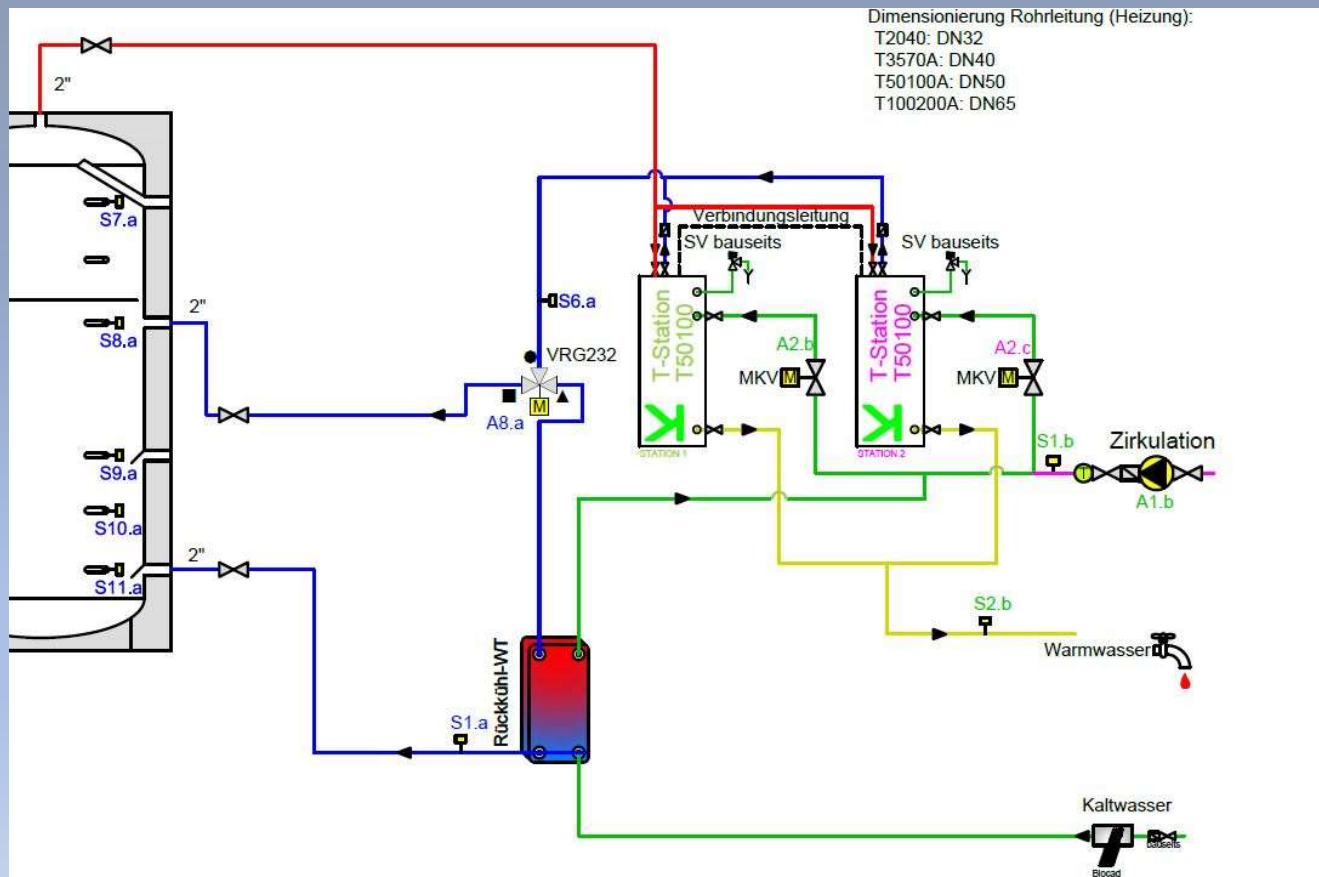 Dimensionierung Rohrleitung (Heizung):
T2040: DN32
T3570A: DN40
T50100A: DN50
T100200A: DN65
2"
S7.a
Verbindungsleitung
SV bauseits
SV bauseits
2"
S8.a
S6.a
VRG232
A8.a
M
T-Station
T50100
STATION 1
A2.b
MKV M
T-Station
T50100
STATION 2
A2.c
MKV M
S1.b
Zirkulation
T
A1.b
S9.a
S10.a
2"
S11.a
S2.b
Warmwasser
Rückkühl-WT
S1.a
Kaltwasser
bauseits
Biocad